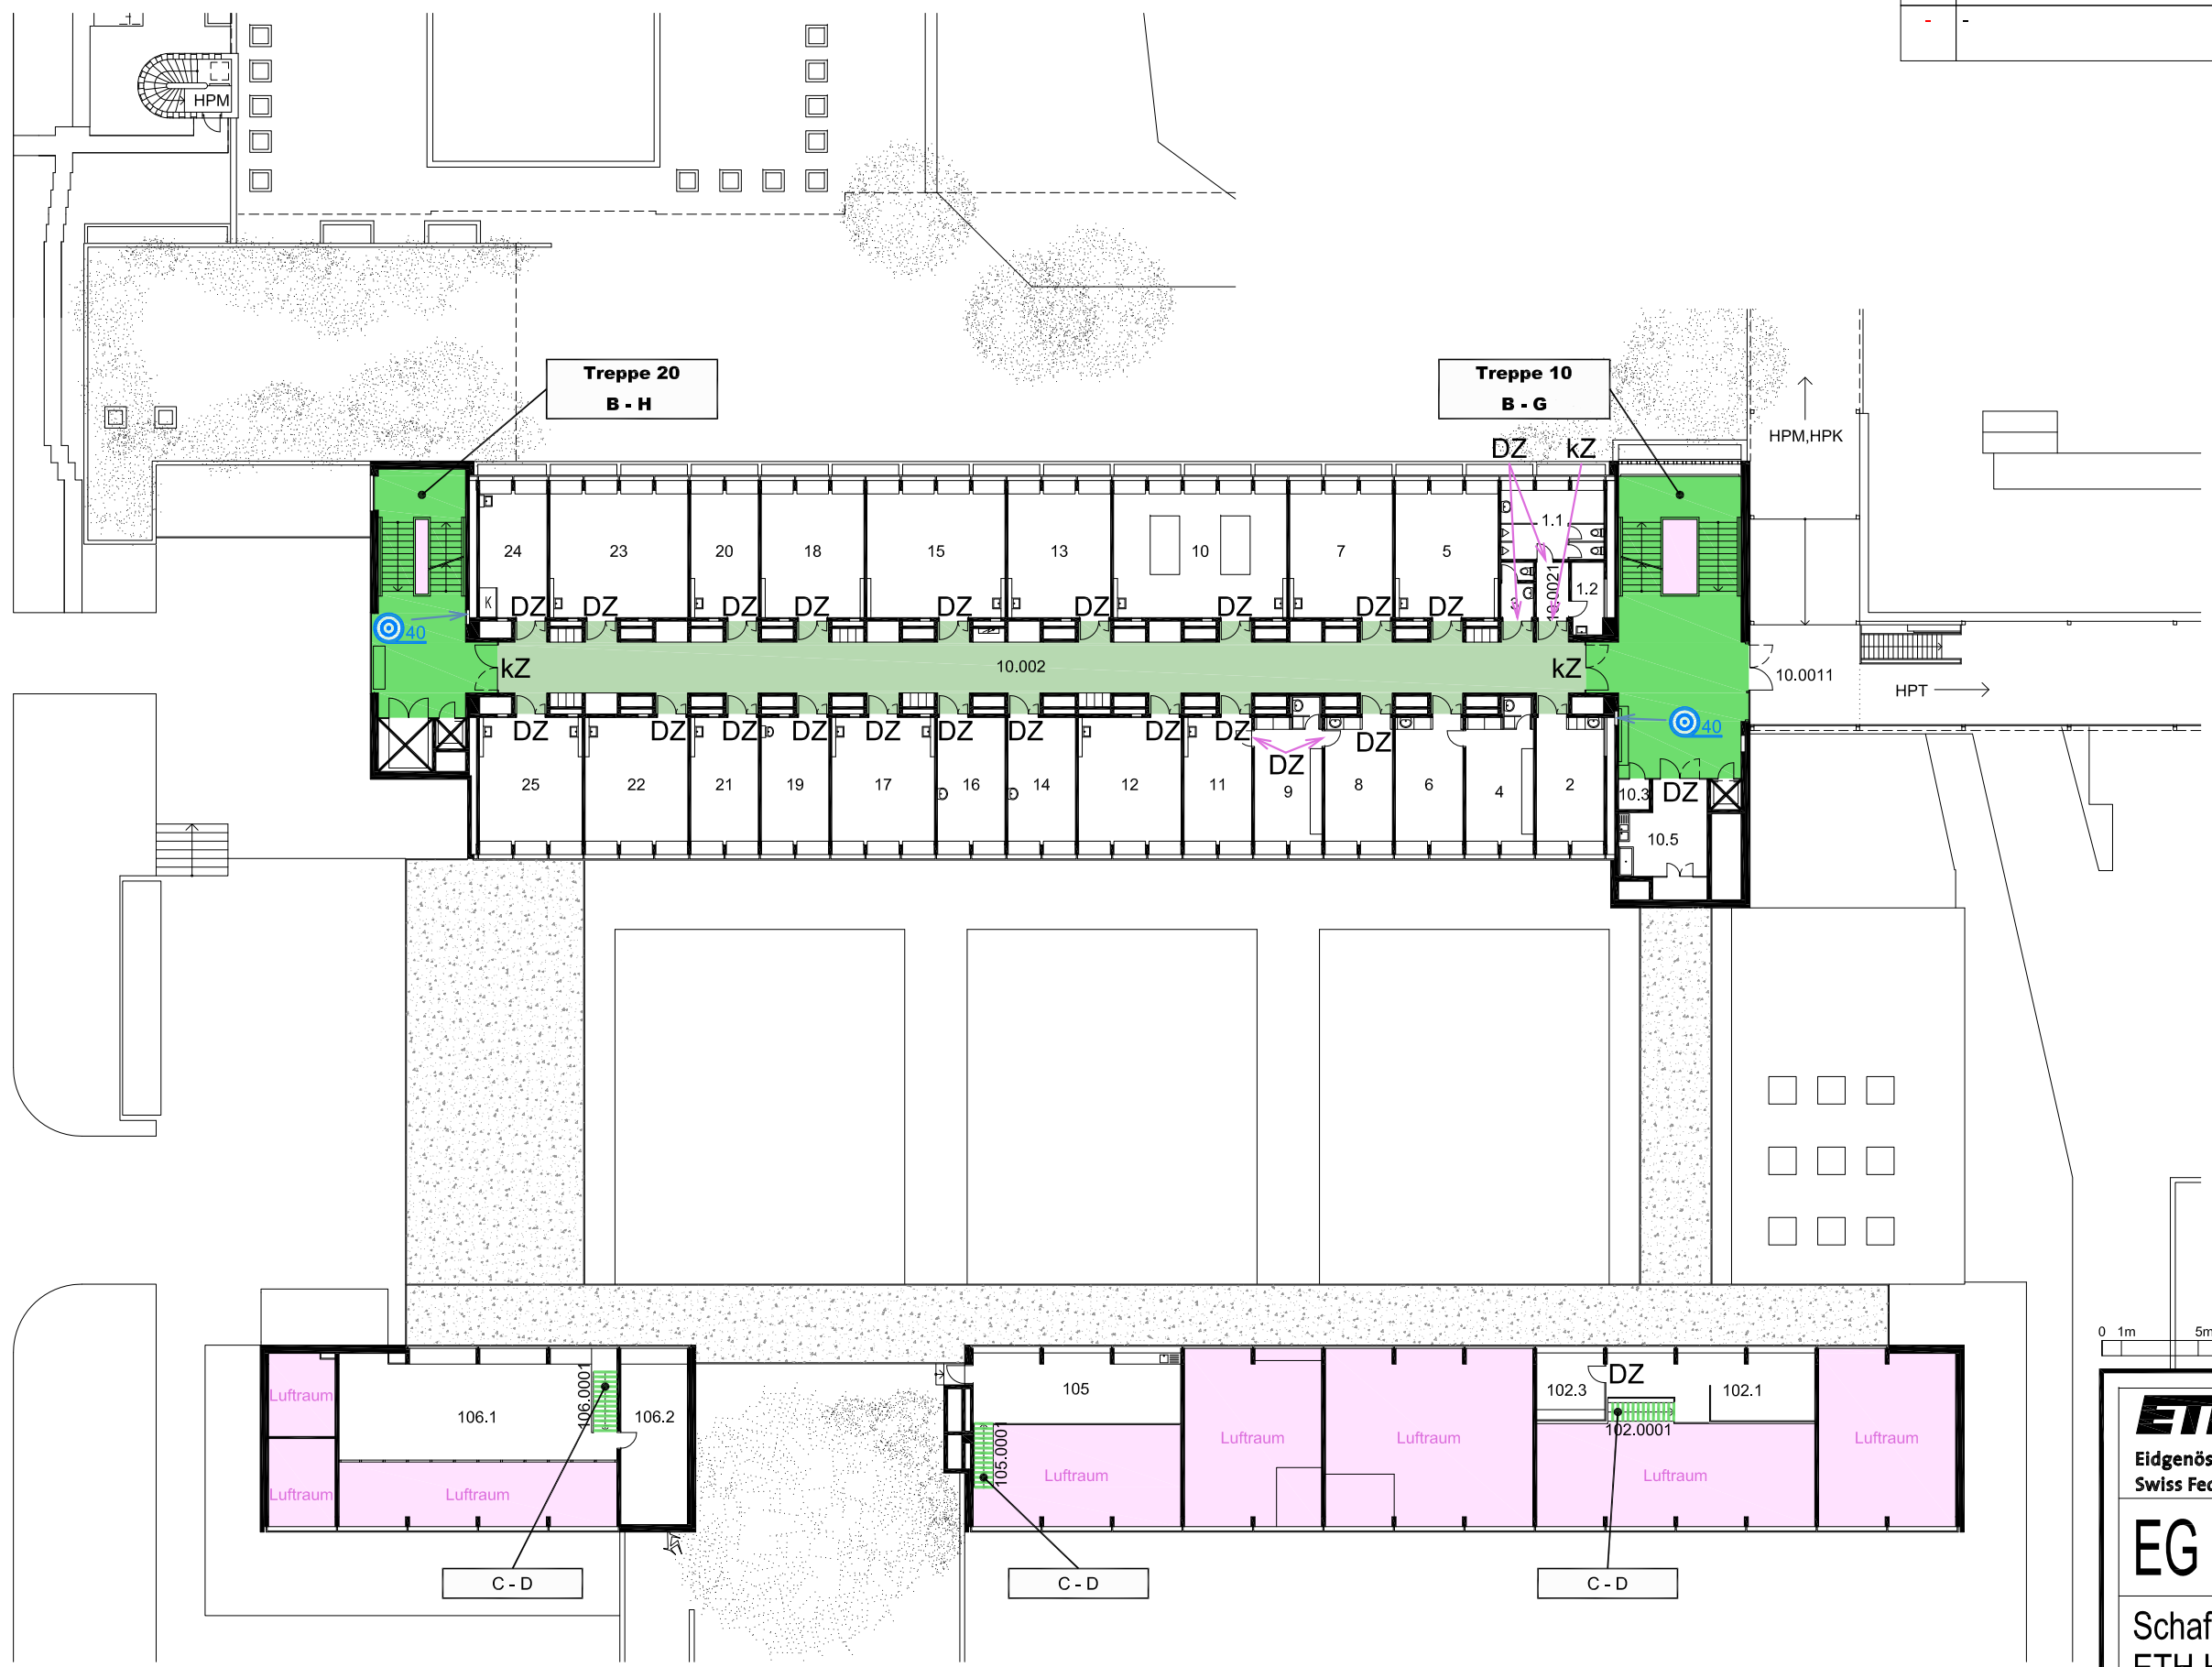 -
-
HPM
Treppe 20
B - H
Treppe 10
B - G
HPM,HPK
DZ
kZ
24
23
20
18
15
13
10
7
5
1.1
1.2
K
DZ
DZ
DZ
DZ
DZ
DZ
DZ
DZ
40
kZ
10.002
kZ
10.0011
HPT
40
DZ
DZ
DZ
DZ
DZ
DZ
DZ
DZ
DZ
DZ
DZ
DZ
25
22
21
19
17
16
14
12
11
9
8
6
4
2
10.3
10.5
0
1m
5m
Luftraum
Luftraum
106.1
106.0001
106.2
Luftraum
105
105.0001
Luftraum
Luftraum
Luftraum
102.3
DZ
102.1
102.0001
Luftraum
Luftraum
C - D
C - D
C - D
Eidgenös
Swiss Fed
EG
Schaf